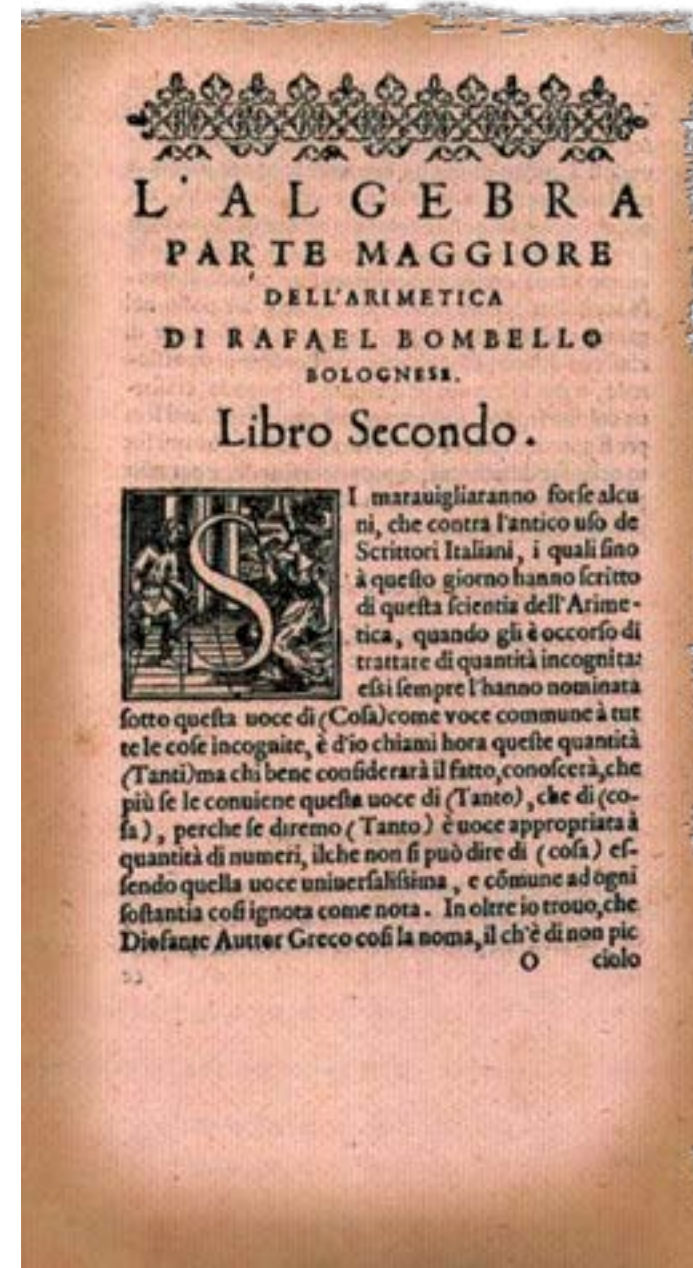 L'ALGEBRA
PARTE MAGGIORE
DELL'ARIMETICA
DI RAFAEL BOMBELLO
BOLOGNESE.
Libro Secondo.
SI marauigliaranno forſe alcu
ni, che contra l'antico uſo de
Scrittori Italiani, i quali ſino
à queſto giorno hanno ſcritto
di queſta ſcientia dell'Arime-
tica, quando gli è occorſo di
trattare di quantità incognita:
eſsi ſempre l'hanno nominata
ſotto queſta uoce di (Coſa) come voce commune à tut
te le coſe incognite, è d'io chiami hora queſte quantità
(Tanti) ma chi bene conſiderarà il fatto, conoſcerà, che
più ſe le conuiene queſta uoce di (Tanto), che di (co-
ſa), perche ſe diremo (Tanto) è uoce appropriata à
quantità di numeri, ilche non ſi può dire di (coſa) eſ-
ſendo quella uoce uniuerſaliſsima, e cõmune ad ogni
ſoſtantia coſi ignota come nota. In oltre io trouo, che
Diofante Auttor Greco coſi la noma, il ch'è di non pic
O ciolo